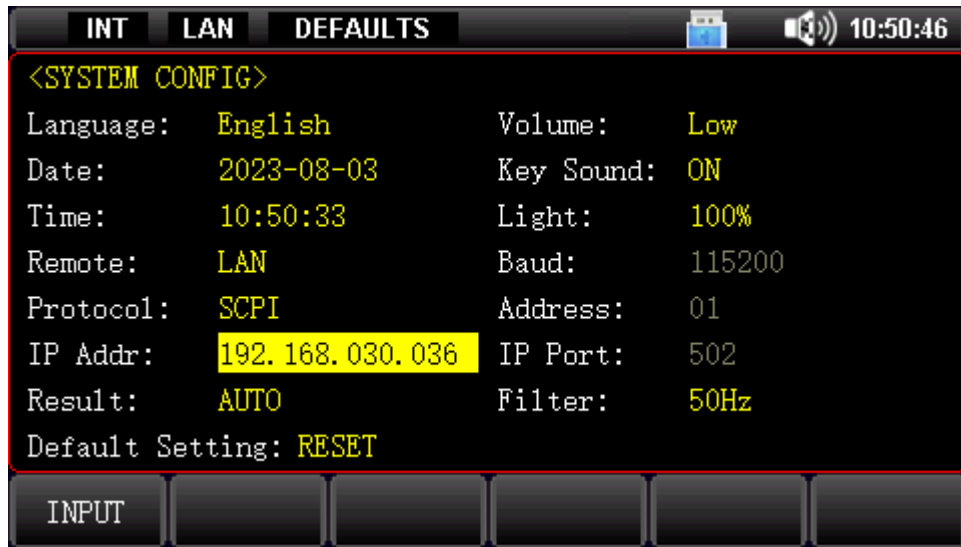 INT LAN DEFAULTS 10:50:46
<SYSTEM CONFIG>
Language: English Volume: Low
Date: 2023-08-03 Key Sound: ON
Time: 10:50:33 Light: 100%
Remote: LAN Baud: 115200
Protocol: SCPI Address: 01
IP Addr: 192.168.030.036 IP Port: 502
Result: AUTO Filter: 50Hz
Default Setting: RESET
INPUT